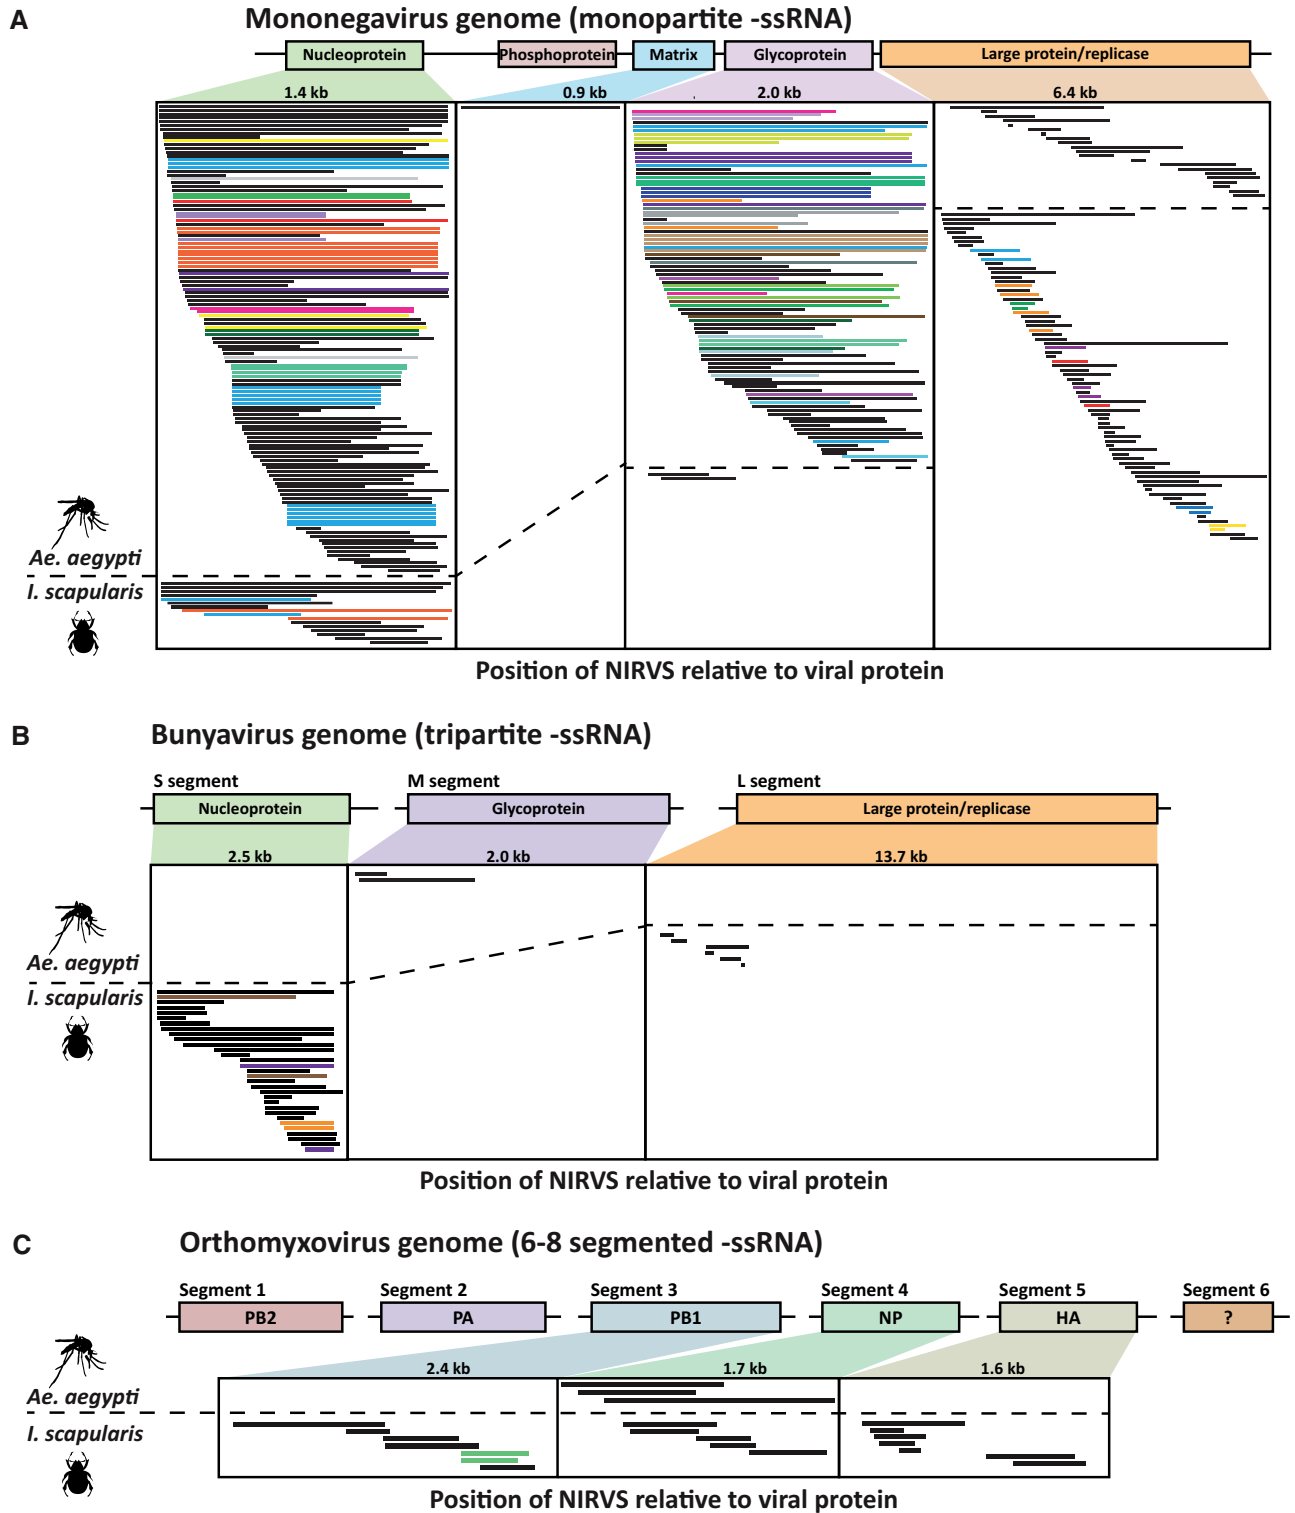 A
Mononegavirus genome (monopartite -ssRNA)
Nucleoprotein Phosphoprotein Matrix Glycoprotein Large protein/replicase
1.4 kb 0.9 kb 2.0 kb 6.4 kb
Ae. aegypti
I. scapularis
Position of NIRVS relative to viral protein
B
Bunyavirus genome (tripartite -ssRNA)
S segment M segment L segment
Nucleoprotein Glycoprotein Large protein/replicase
2.5 kb 2.0 kb 13.7 kb
Ae. aegypti
I. scapularis
Position of NIRVS relative to viral protein
C
Orthomyxovirus genome (6-8 segmented -ssRNA)
Segment 1 Segment 2 Segment 3 Segment 4 Segment 5 Segment 6
PB2 PA PB1 NP HA ?
2.4 kb 1.7 kb 1.6 kb
Ae. aegypti
I. scapularis
Position of NIRVS relative to viral protein